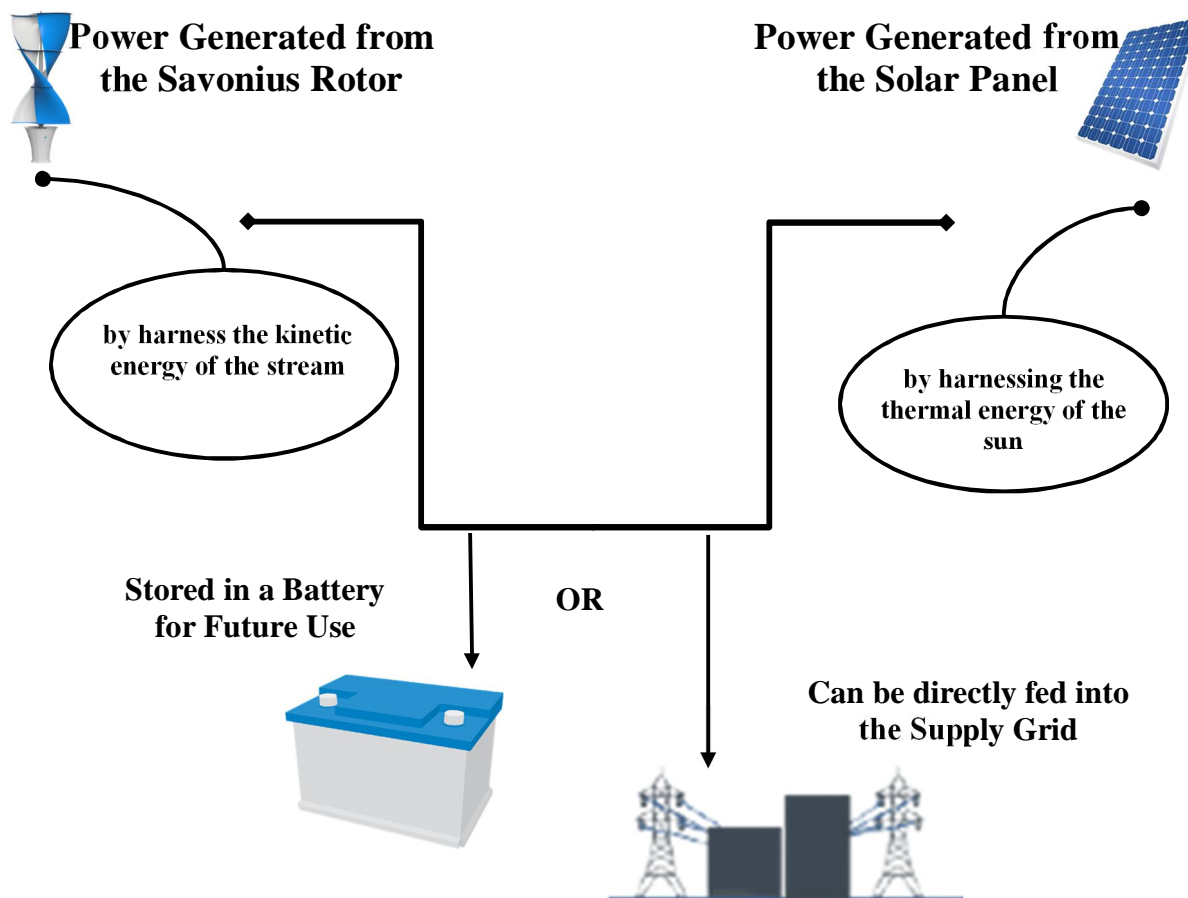 Power Generated from
the Savonius Rotor
Power Generated from
the Solar Panel
by harness the kinetic
energy of the stream
by harnessing the
thermal energy of the
sun
Stored in a Battery
for Future Use
OR
Can be directly fed into
the Supply Grid